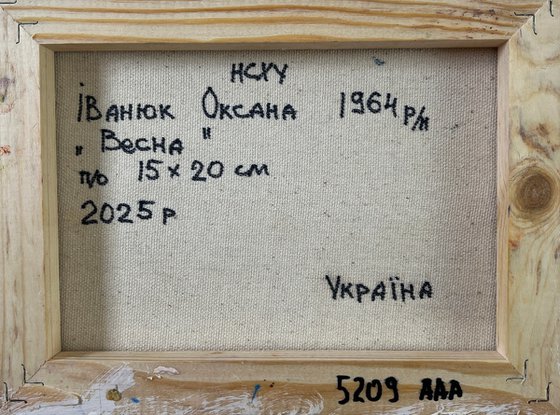 НСХУ
Іванюк Оксана 1964 р/н
„ Весна "
п/о 15 х 20 см
2025 р
Україна
5209 ААА